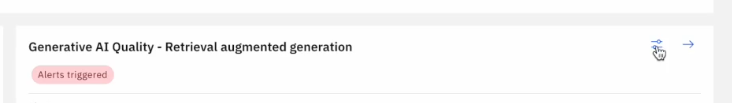 Generative AI Quality - Retrieval augmented generation
Alerts triggered